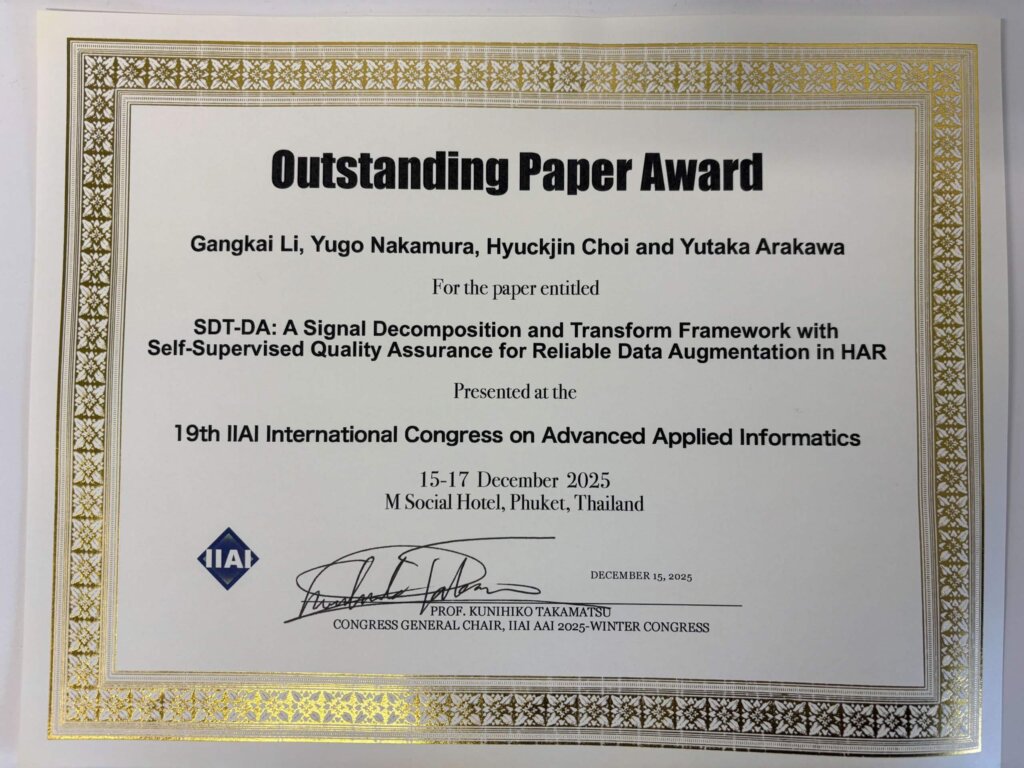 Outstanding Paper Award
Gangkai Li, Yugo Nakamura, Hyuckjin Choi and Yutaka Arakawa
For the paper entitled
SDT-DA: A Signal Decomposition and Transform Framework with
Self-Supervised Quality Assurance for Reliable Data Augmentation in HAR
Presented at the
19th IIAI International Congress on Advanced Applied Informatics
15-17 December 2025
M Social Hotel, Phuket, Thailand
IIAI
DECEMBER 15, 2025
PROF. KUNIHIKO TAKAMATSU
CONGRESS GENERAL CHAIR, IIAI AAI 2025-WINTER CONGRESS